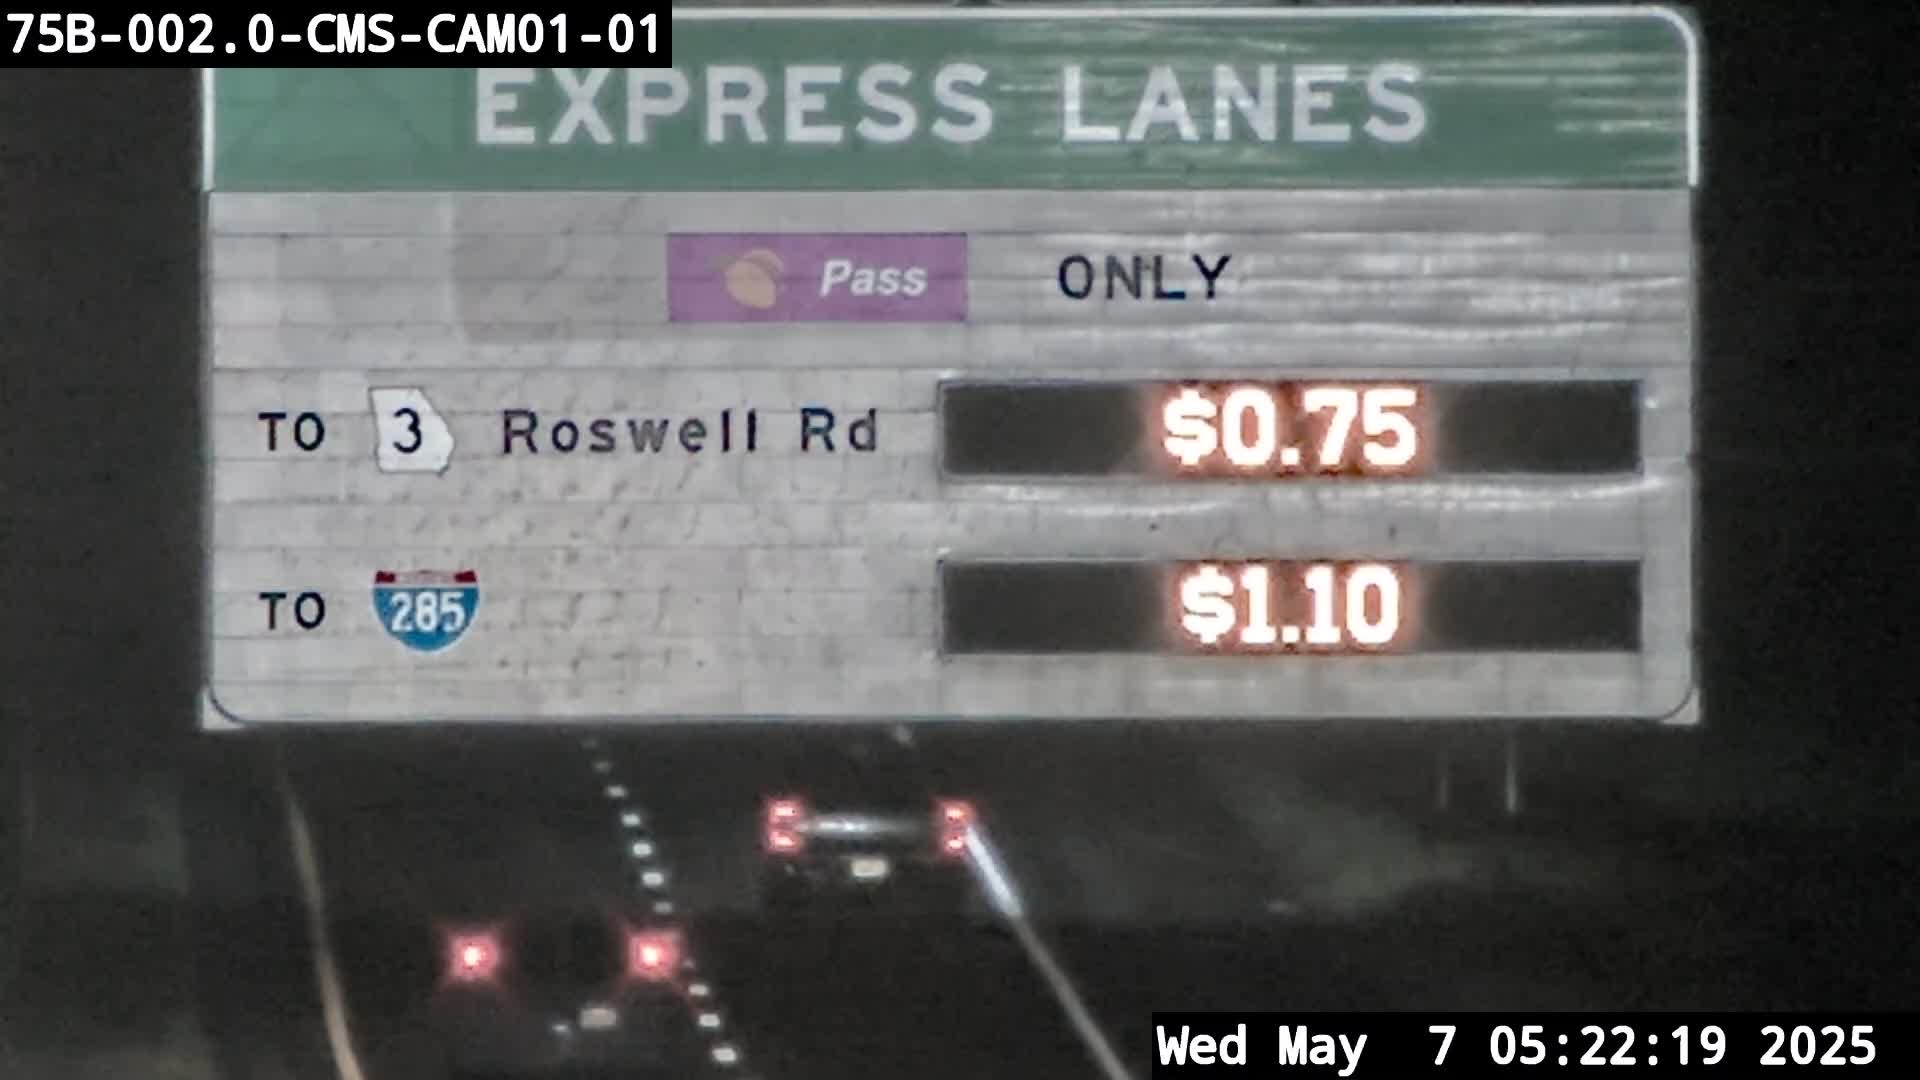 75B-002.0-CMS-CAM01-01
EXPRESS LANES
Pass ONLY
TO 3 Roswell Rd $0.75
TO 285 $1.10
Wed May 7 05:22:19 2025